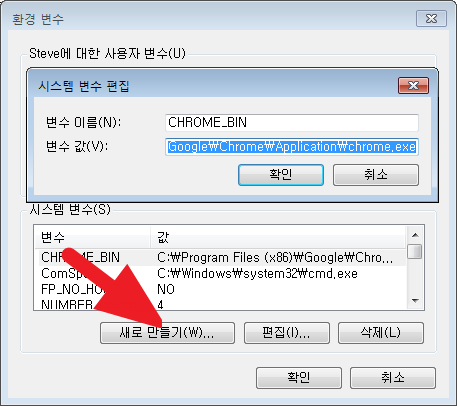 환경 변수
Steve에 대한 사용자 변수(U)
시스템 변수 편집
변수 이름(N): CHROME_BIN
변수 값(V): Google₩Chrome₩Application₩chrome.exe
확인 취소
시스템 변수(S)
변수 값
CHROME_BIN C:₩Program Files (x86)₩Google₩Chro...
ComSp C:₩Windows₩system32₩cmd.exe
FP_NO_HO NO
NUMBER 4
새로 만들기(W)... 편집(I)... 삭제(L)
확인 취소